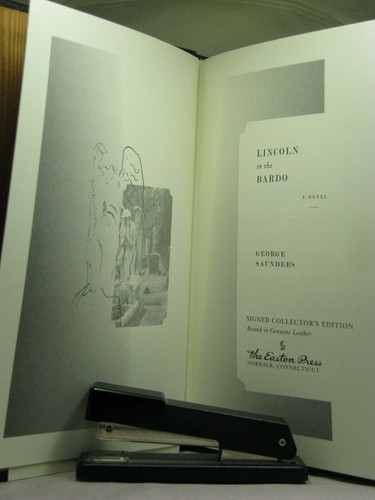 LINCOLN
in the
BARDO
A NOVEL
GEORGE
SAUNDERS
SIGNED COLLECTOR'S EDITION
Bound in Genuine Leather
The Easton Press
NORWALK, CONNECTICUT